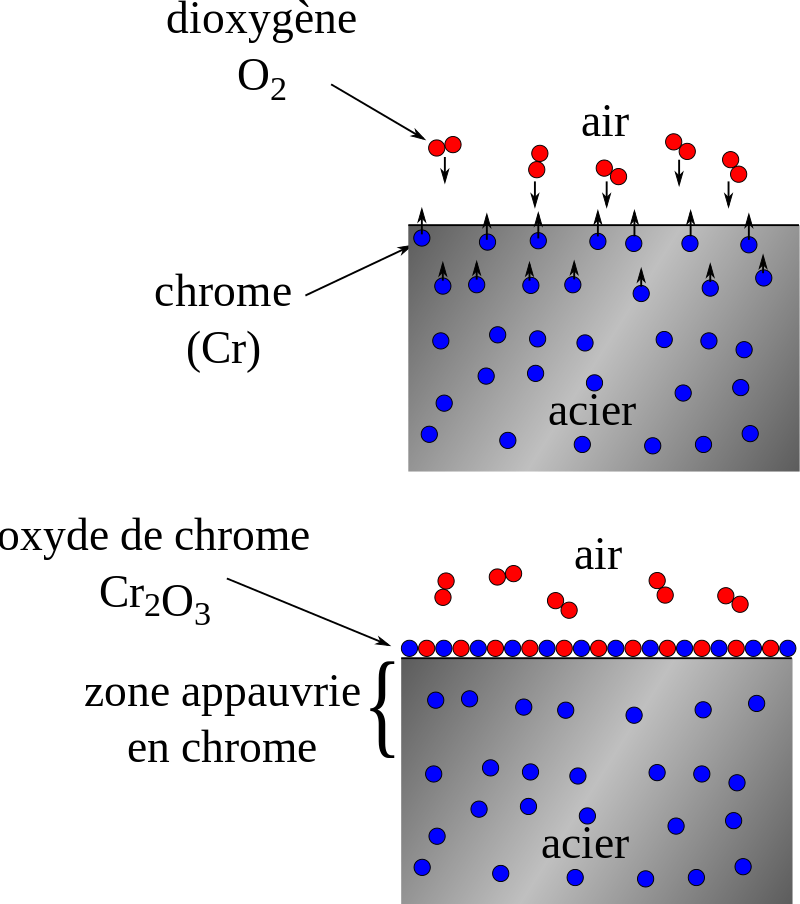 dioxygène
O₂
air
chrome
(Cr)
acier
oxyde de chrome
Cr₂O₃
air
zone appauvrie
en chrome
acier